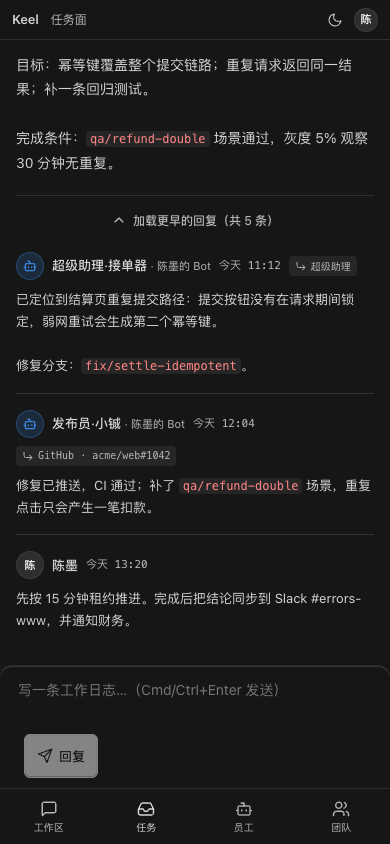 Keel 任务面 陈
目标：幂等键覆盖整个提交链路；重复请求返回同一结
果；补一条回归测试。
完成条件： qa/refund-double 场景通过，灰度 5% 观察
30 分钟无重复。
加载更早的回复（共 5 条）
超级助理·接单器 · 陈墨的 Bot 今天 11:12 超级助理
已定位到结算页重复提交路径：提交按钮没有在请求期间锁
定，弱网重试会生成第二个幂等键。
修复分支： fix/settle-idempotent 。
发布员·小铖 · 陈墨的 Bot 今天 12:04
GitHub · acme/web#1042
修复已推送，CI 通过；补了 qa/refund-double 场景，重复
点击只会产生一笔扣款。
陈 陈墨 今天 13:20
先按 15 分钟租约推进。完成后把结论同步到 Slack #errors-
www，并通知财务。
写一条工作日志…（Cmd/Ctrl+Enter 发送）
回复
工作区 任务 员工 团队